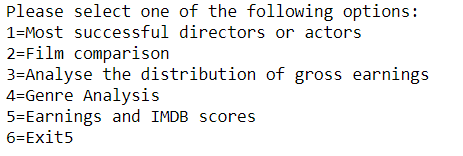 Please select one of the following options:
1=Most successful directors or actors
2=Film comparison
3=Analyse the distribution of gross earnings
4=Genre Analysis
5=Earnings and IMDB scores
6=Exit5